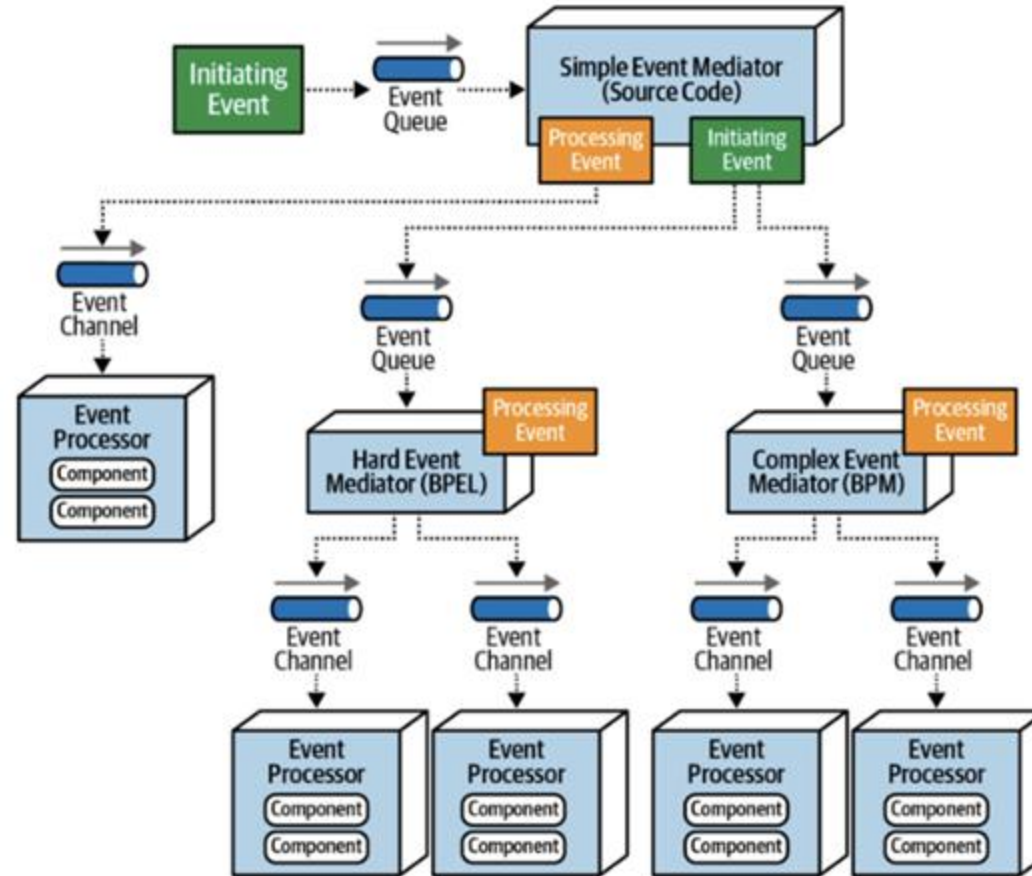 Initiating
Event
Event
Queue
Simple Event Mediator
(Source Code)
Processing
Event
Initiating
Event
Event
Channel
Event
Queue
Event
Queue
Event
Processor
Component
Component
Processing
Event
Hard Event
Mediator (BPEL)
Processing
Event
Complex Event
Mediator (BPM)
Event
Channel
Event
Channel
Event
Channel
Event
Channel
Event
Processor
Component
Component
Event
Processor
Component
Component
Event
Processor
Component
Component
Event
Processor
Component
Component